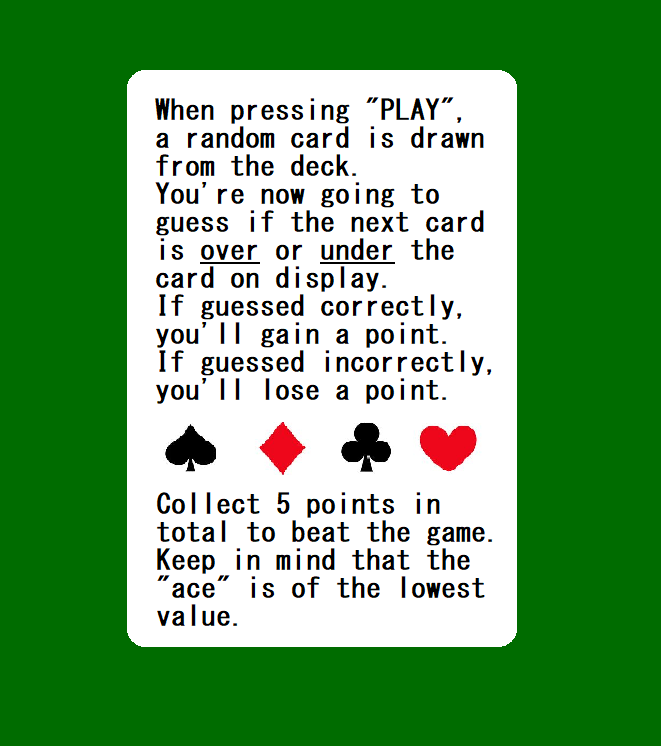 When pressing "PLAY",
a random card is drawn
from the deck.
You're now going to
guess if the next card
is over or under the
card on display.
If guessed correctly,
you'll gain a point.
If guessed incorrectly,
you'll lose a point.
Collect 5 points in
total to beat the game.
Keep in mind that the
"ace" is of the lowest
value.